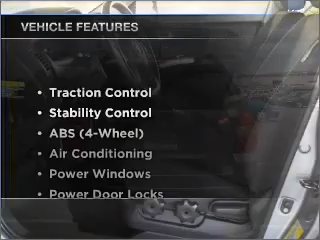 VEHICLE FEATURES
• Traction Control
• Stability Control
• ABS (4-Wheel)
• Air Conditioning
• Power Windows
• Power Door Locks